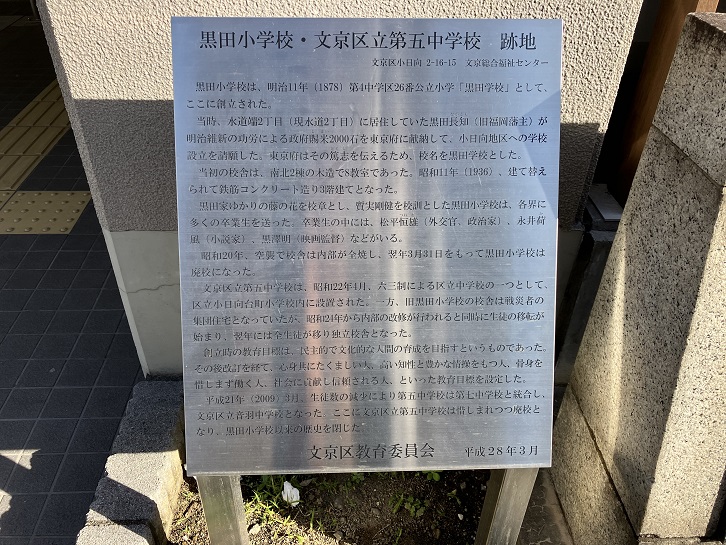 黒田小学校・文京区立第五中学校　跡地
文京区小日向 2-16-15　文京総合福祉センター
黒田小学校は、明治11年（1878）第4中学区26番公立小学「黒田学校」として、
ここに創立された。
当時、水道端2丁目（現水道2丁目）に居住していた黒田長知（旧福岡藩主）が
明治維新の功労による政府賜米2000石を東京府に献納して、小日向地区への学校
設立を請願した。東京府はその篤志を伝えるため、校名を黒田学校とした。
当初の校舎は、南北2棟の木造で8教室であった。昭和11年（1936）、建て替え
られて鉄筋コンクリート造り3階建てとなった。
黒田家ゆかりの藤の花を校章とし、質実剛健を校訓とした黒田小学校は、各界に
多くの卒業生を送った。卒業生の中には、松平恒雄（外交官、政治家）、永井荷
風（小説家）、黒澤明（映画監督）などがいる。
昭和20年、空襲で校舎は内部が全焼し、翌年3月31日をもって黒田小学校は
廃校になった。
文京区立第五中学校は、昭和22年4月、六三制による区立中学校の一つとして、
区立小日向台町小学校内に設置された。一方、旧黒田小学校の校舎は戦災者の
集団住宅となっていたが、昭和24年から内部の改修が行われると同時に生徒の移転が
始まり、翌年には全生徒が移り独立校舎となった。
創立時の教育目標は、民主的で文化的な人間の育成を目指すというものであった。
その後改訂を経て、心身共にたくましい人、高い知性と豊かな情操をもつ人、骨身を
惜しまず働く人、社会に貢献し信頼される人、といった教育目標を設定した。
平成21年（2009）3月、生徒数の減少により第五中学校は第七中学校と統合し、
文京区立音羽中学校となった。ここに文京区立第五中学校は惜しまれつつ廃校と
なり、黒田小学校以来の歴史を閉じた。
文京区教育委員会　平成28年3月